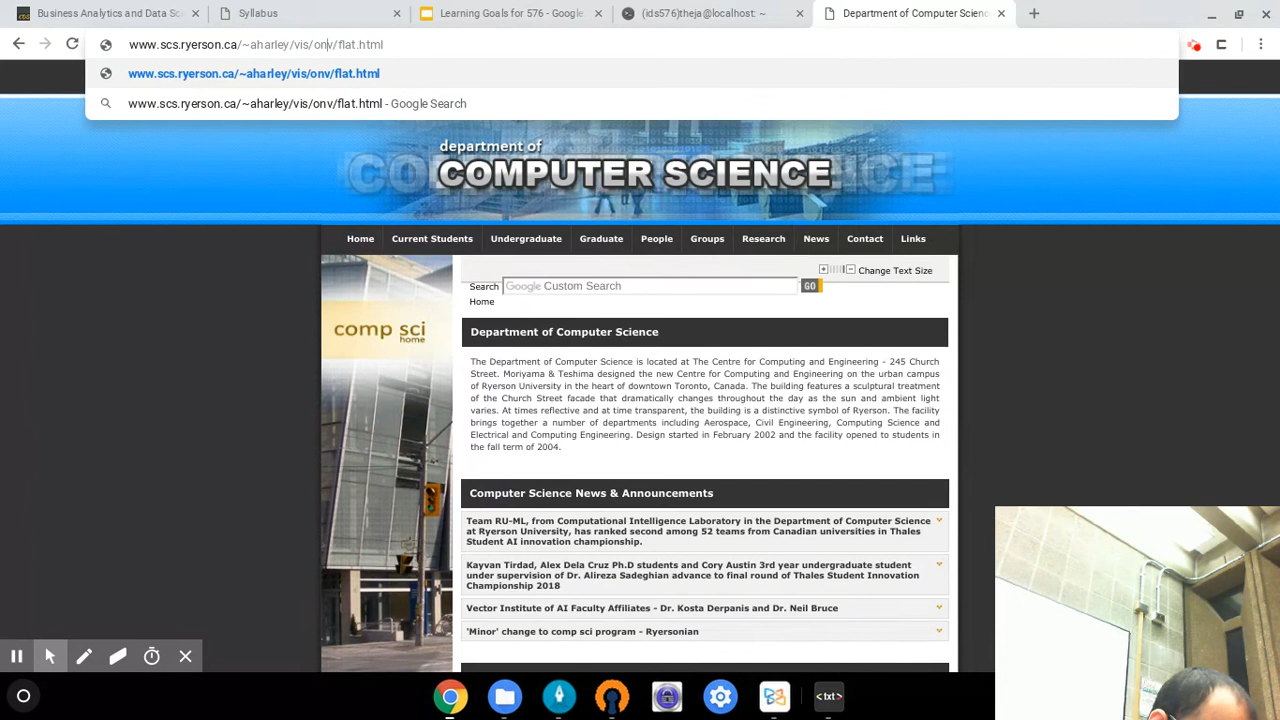 Business Analytics and Data Sc
Syllabus
Learning Goals for 576 - Google
(ids576)theja@localhost: ~
Department of Computer Scienc
www.scs.ryerson.ca/~aharley/vis/onv/flat.html
www.scs.ryerson.ca/~aharley/vis/onv/flat.html
www.scs.ryerson.ca/~aharley/vis/onv/flat.html - Google Search
department of
COMPUTER SCIENCE
Home Current Students Undergraduate Graduate People Groups Research News Contact Links
Change Text Size
Search Google Custom Search GO
Home
comp sci
home
Department of Computer Science
The Department of Computer Science is located at The Centre for Computing and Engineering - 245 Church
Street. Moriyama & Teshima designed the new Centre for Computing and Engineering on the urban campus
of Ryerson University in the heart of downtown Toronto, Canada. The building features a sculptural treatment
of the Church Street facade that dramatically changes throughout the day as the sun and ambient light
varies. At times reflective and at time transparent, the building is a distinctive symbol of Ryerson. The facility
brings together a number of departments including Aerospace, Civil Engineering, Computing Science and
Electrical and Computing Engineering. Design started in February 2002 and the facility opened to students in
the fall term of 2004.
Computer Science News & Announcements
Team RU-ML, from Computational Intelligence Laboratory in the Department of Computer Science
at Ryerson University, has ranked second among 52 teams from Canadian universities in Thales
Student AI innovation championship.
Kayvan Tirdad, Alex Dela Cruz Ph.D students and Cory Austin 3rd year undergraduate student
under supervision of Dr. Alireza Sadeghian advance to final round of Thales Student Innovation
Championship 2018
Vector Institute of AI Faculty Affiliates - Dr. Kosta Derpanis and Dr. Neil Bruce
'Minor' change to comp sci program - Ryersonian
<txt>